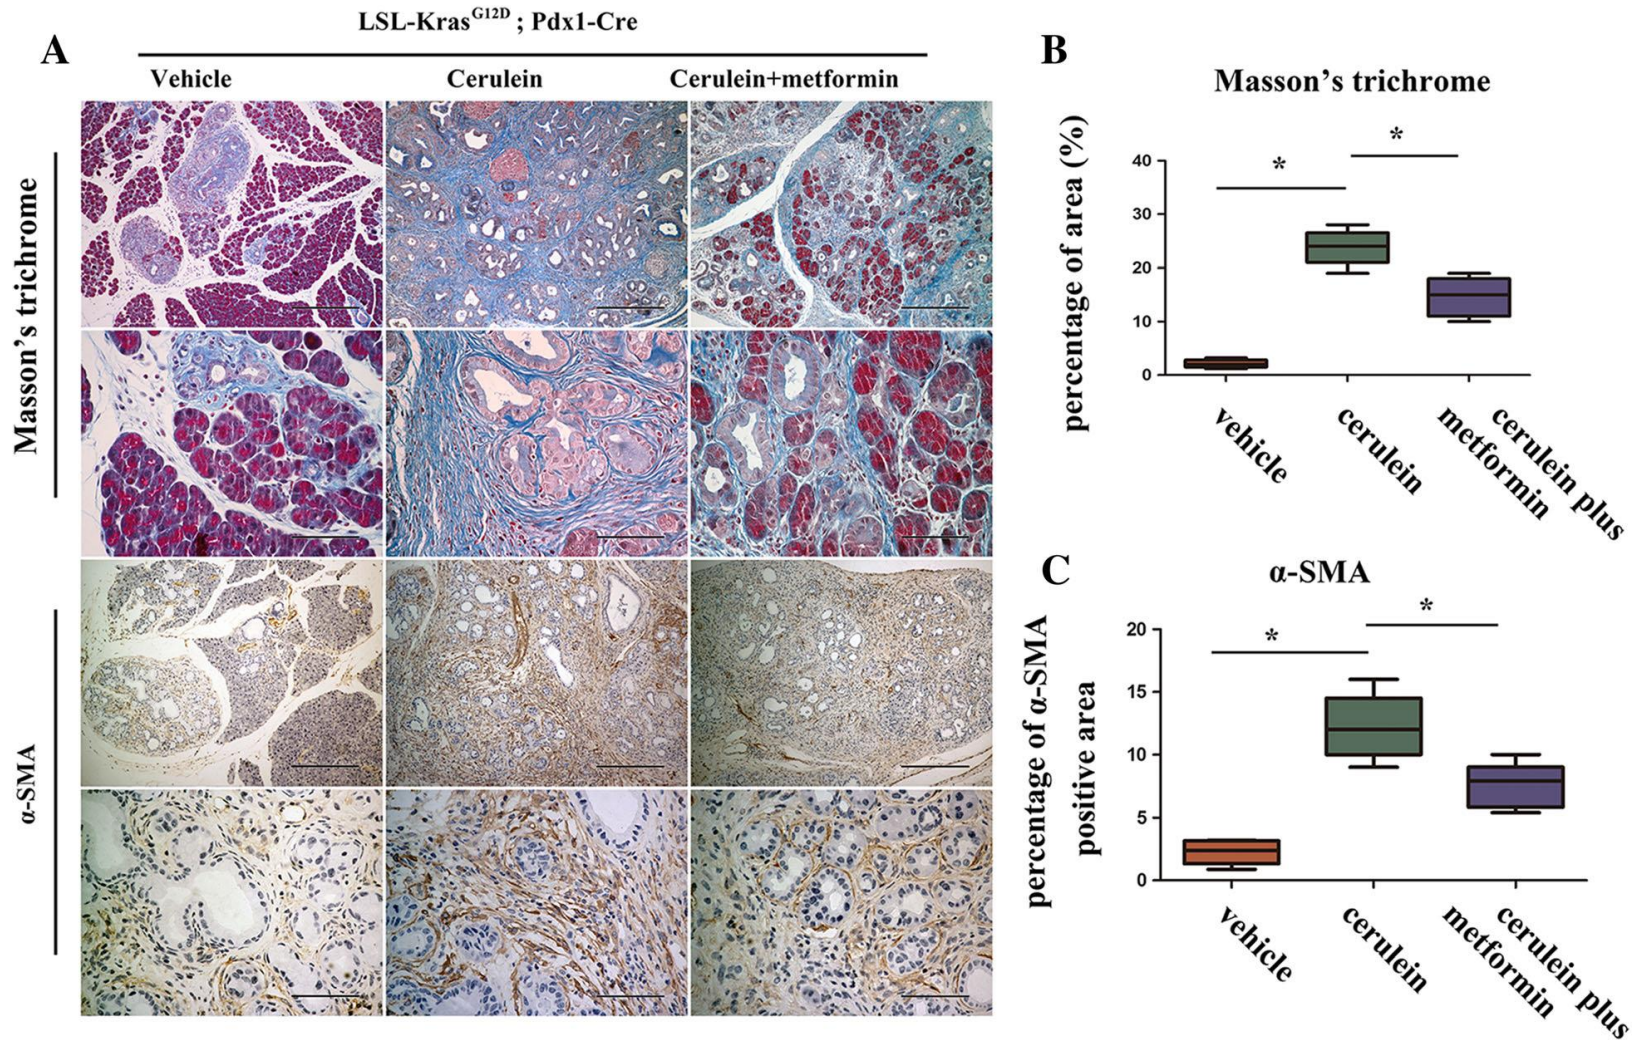 A
LSL-KrasG12D ; Pdx1-Cre
Vehicle
Cerulein
Cerulein+metformin
Masson’s trichrome
α-SMA
B
Masson’s trichrome
percentage of area (%)
40
30
20
10
0
*
*
vehicle
cerulein
cerulein plus
metformin
C
α-SMA
percentage of α-SMA
positive area
20
15
10
5
0
*
*
vehicle
cerulein
cerulein plus
metformin